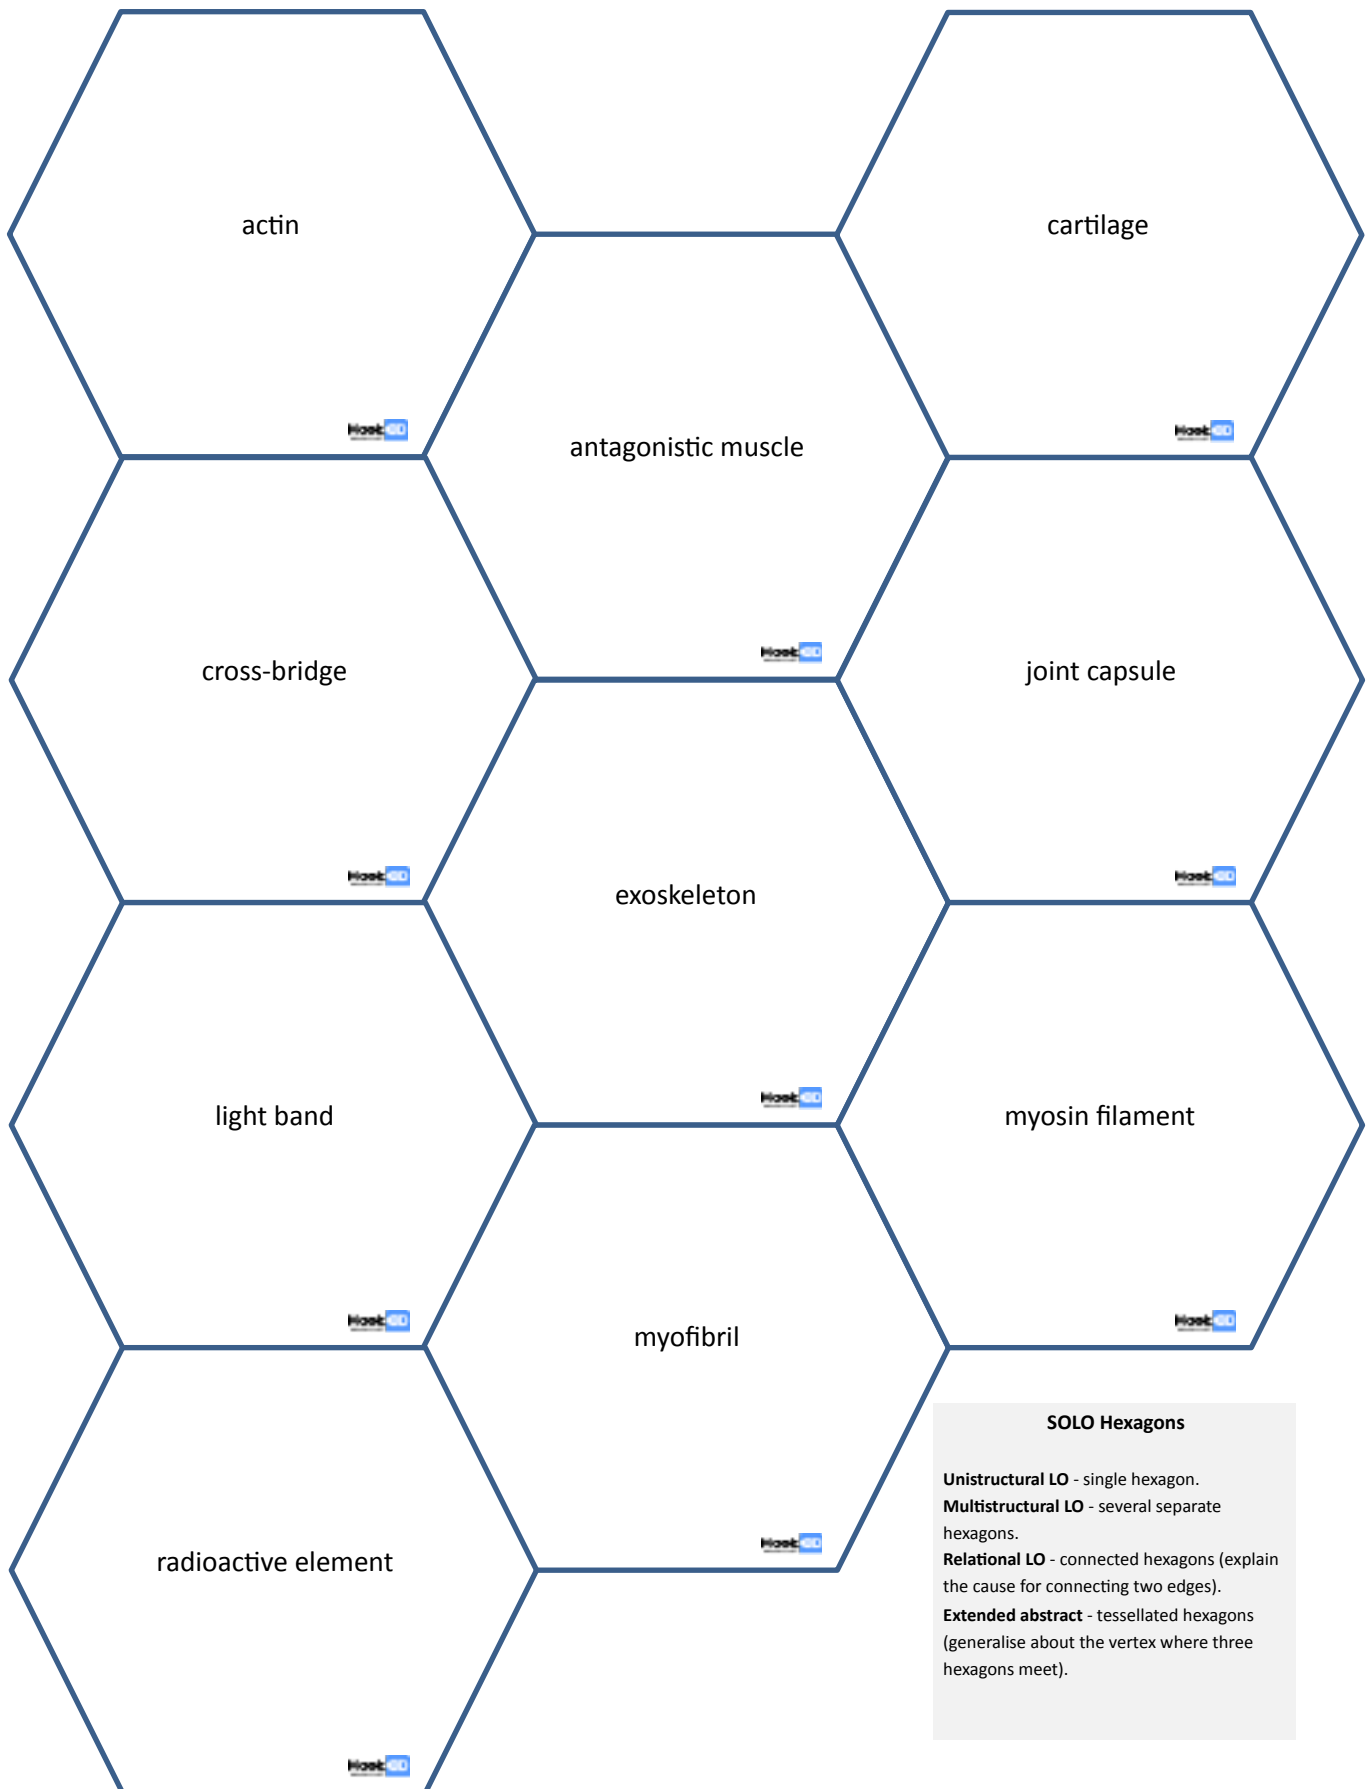 actin
cartilage
antagonistic muscle
cross-bridge
joint capsule
exoskeleton
light band
myosin filament
myofibril
radioactive element
SOLO Hexagons
Unistructural LO - single hexagon.
Multistructural LO - several separate
hexagons.
Relational LO - connected hexagons (explain
the cause for connecting two edges).
Extended abstract - tessellated hexagons
(generalise about the vertex where three
hexagons meet).